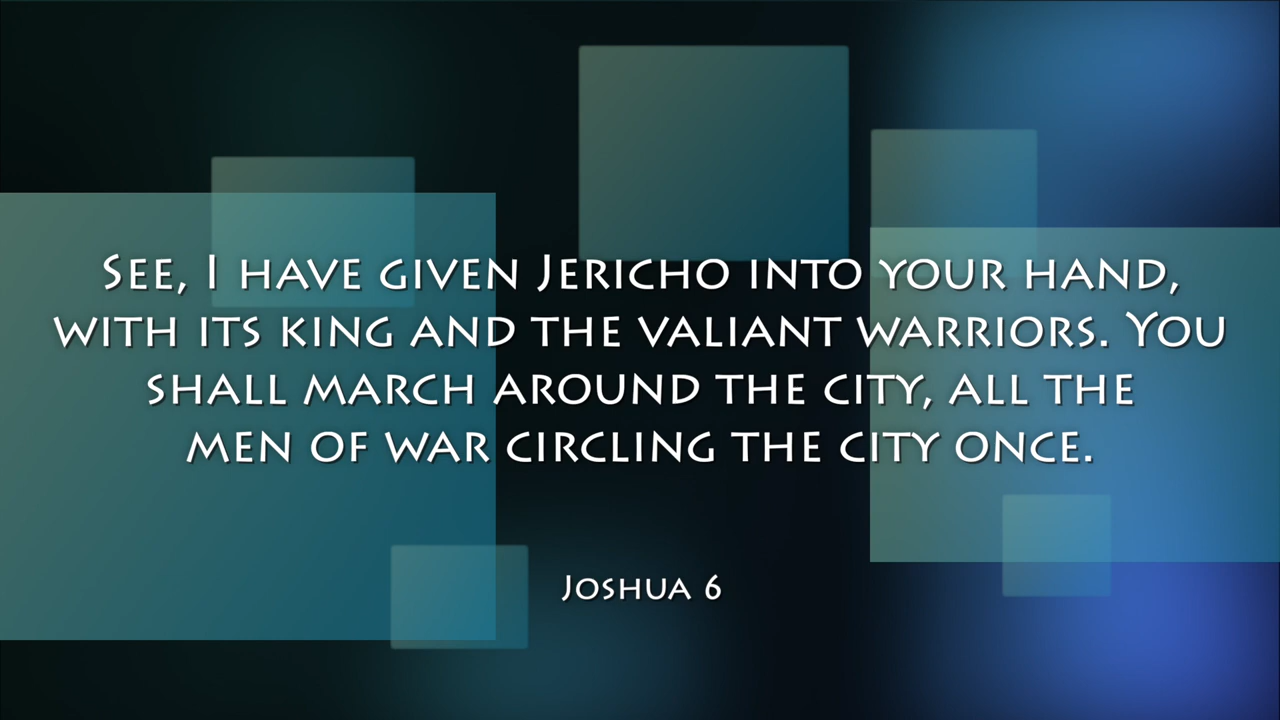 See, I have given Jericho into your hand,
with its king and the valiant warriors. You
shall march around the city, all the
men of war circling the city once.
Joshua 6